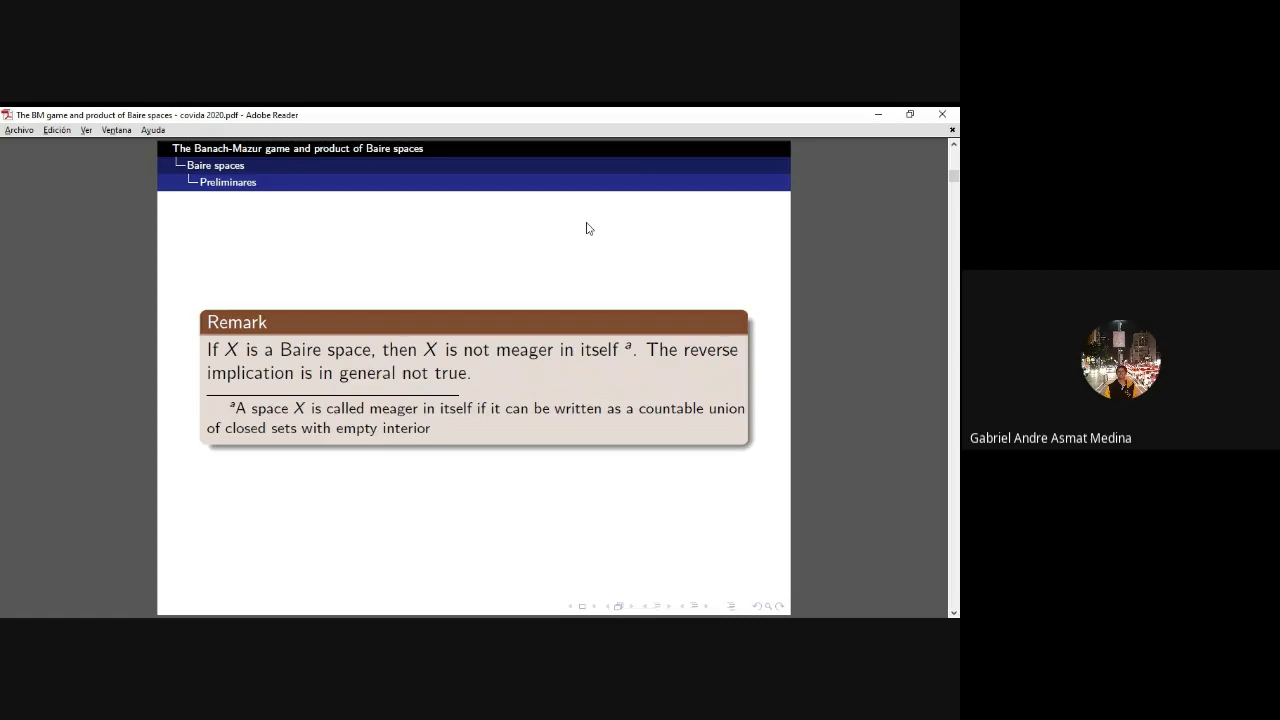 The BM game and product of Baire spaces - covida 2020.pdf - Adobe Reader
Archivo Edición Ver Ventana Ayuda
The Banach-Mazur game and product of Baire spaces
Baire spaces
Preliminares
Remark
If X is a Baire space, then X is not meager in itself ᵃ. The reverse
implication is in general not true.
ᵃA space X is called meager in itself if it can be written as a countable union
of closed sets with empty interior
Gabriel Andre Asmat Medina